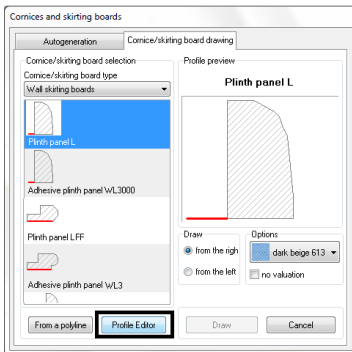 Cornices and skirting boards
Autogeneration
Cornice/skirting board drawing
Cornice/skirting board selection
Cornice/skirting board type
Wall skirting boards
Plinth panel L
Adhesive plinth panel WL3000
Plinth panel LFF
Adhesive plinth panel WL3
Profile preview
Plinth panel L
Draw
from the righ
from the left
Options
dark beige 613
no valuation
From a polyline
Profile Editor
Draw
Cancel